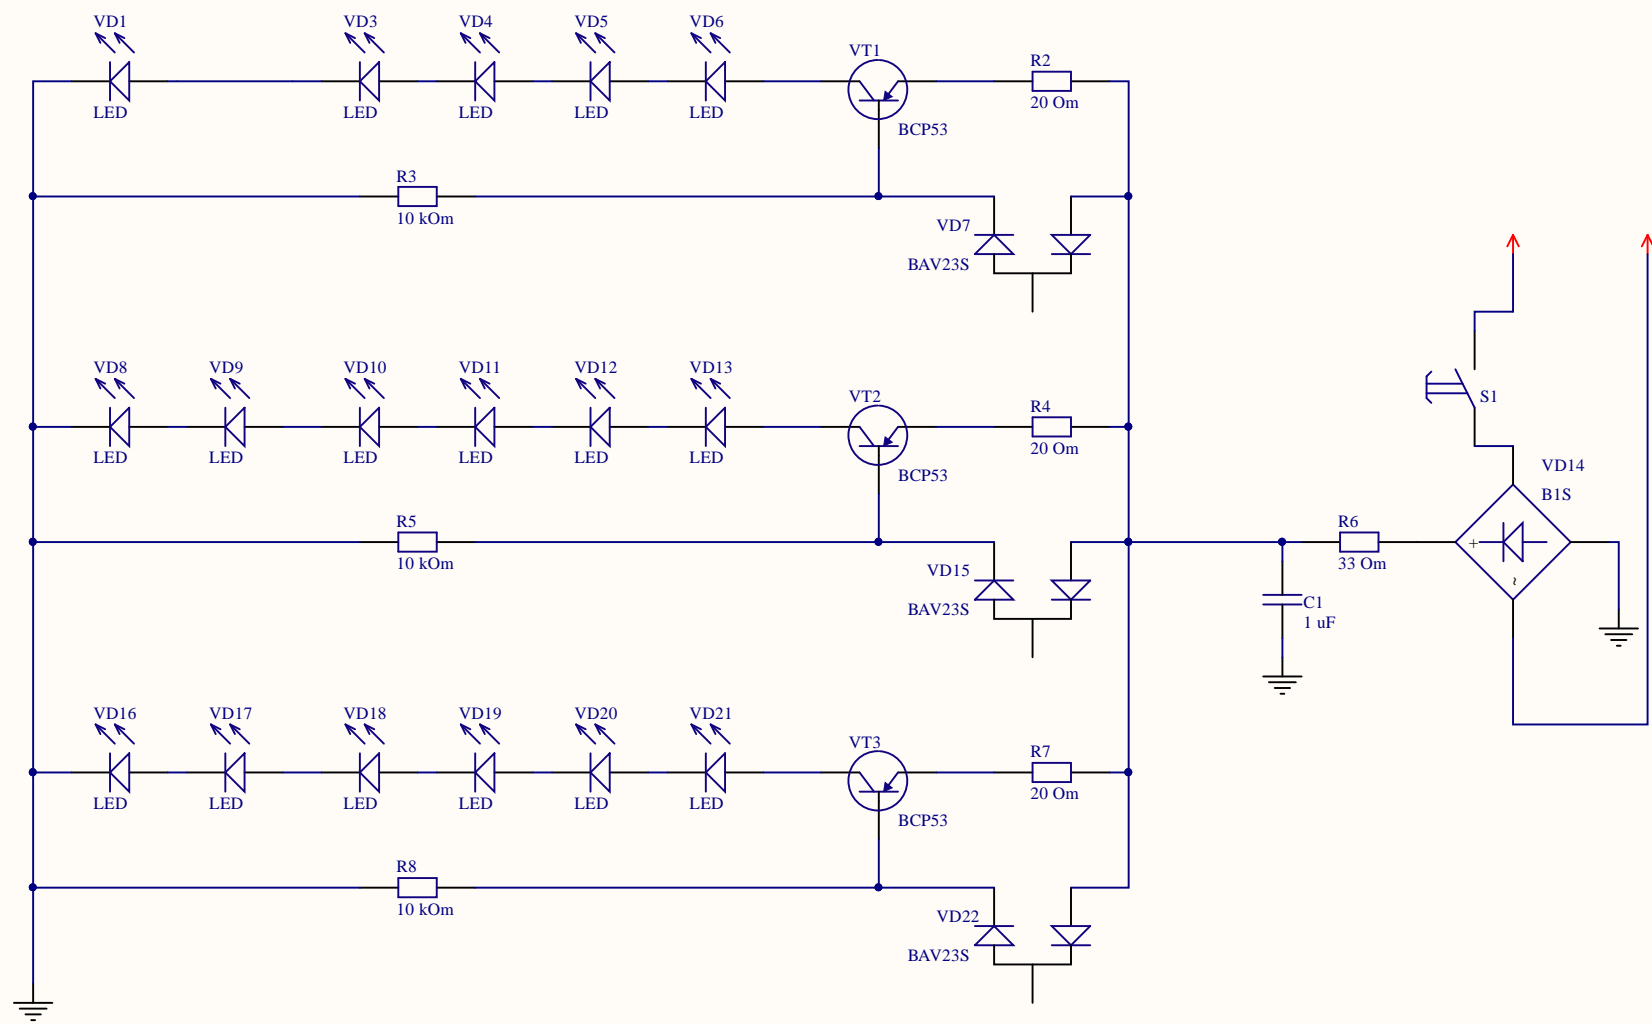 VD1 VD3 VD4 VD5 VD6
VT1
R2
LED LED LED LED LED
20 Om
BCP53
R3
10 kOm
VD7
BAV23S
VD8 VD9 VD10 VD11 VD12 VD13
VT2
R4
S1
LED LED LED LED LED LED
20 Om
BCP53
VD14
B1S
R5
R6
10 kOm
33 Om
+
~
VD15
BAV23S
C1
1 uF
VD16 VD17 VD18 VD19 VD20 VD21
VT3
R7
LED LED LED LED LED LED
20 Om
BCP53
R8
10 kOm
VD22
BAV23S